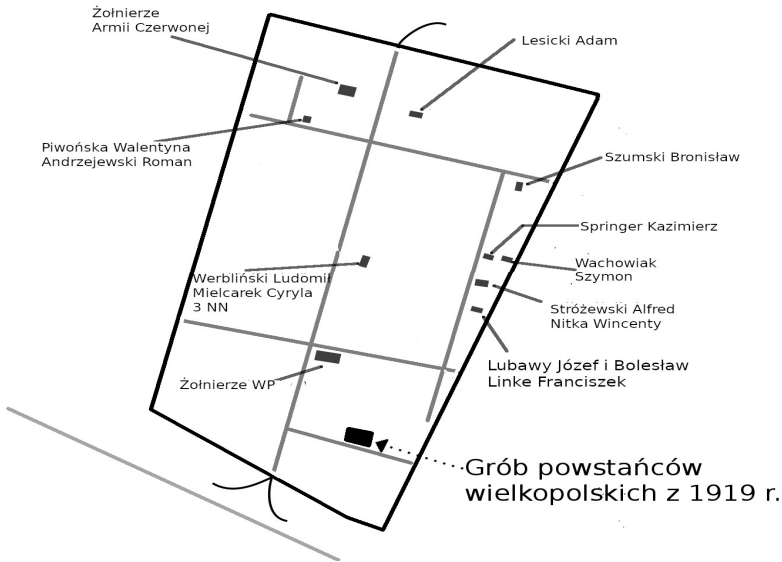 Żołnierze
Armii Czerwonej
Lesicki Adam
Piwońska Walentyna
Andrzejewski Roman
Szumski Bronisław
Springer Kazimierz
Wachowiak
Szymon
Werbliński Ludomił
Mielcarek Cyryla
3 NN
Stróżewski Alfred
Nitka Wincenty
Lubawy Józef i Bolesław
Linke Franciszek
Żołnierze WP
Grób powstańców
wielkopolskich z 1919 r.